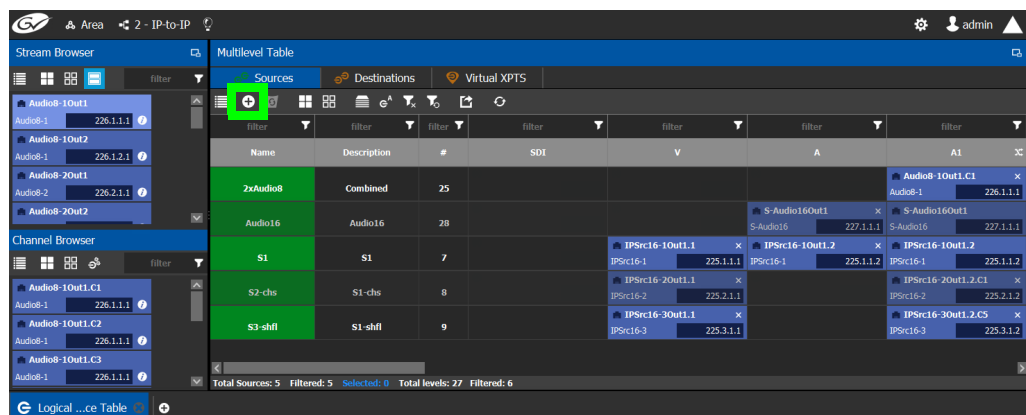 Area 2 - IP-to-IP admin
Stream Browser
filter
Audio8-1Out1
Audio8-1 226.1.1.1
Audio8-1Out2
Audio8-1 226.1.2.1
Audio8-2Out1
Audio8-2 226.2.1.1
Audio8-2Out2
Channel Browser
filter
Audio8-1Out1.C1
Audio8-1 226.1.1.1
Audio8-1Out1.C2
Audio8-1 226.1.1.1
Audio8-1Out1.C3
Audio8-1 226.1.1.1
Multilevel Table
Sources Destinations Virtual XPTS
filter filter filter filter filter filter filter
Name Description # SDI V A A1
2xAudio8 Combined 25 Audio8-1Out1.C1
Audio8-1 226.1.1.1
Audio16 Audio16 28 S-Audio16Out1 S-Audio16Out1
S-Audio16 227.1.1.1 S-Audio16 227.1.1.1
S1 S1 7 IPSrc16-1Out1.1 IPSrc16-1Out1.2 IPSrc16-1Out1.2
IPSrc16-1 225.1.1.1 IPSrc16-1 225.1.1.2 IPSrc16-1 225.1.1.2
S2-chs S1-chs 8 IPSrc16-2Out1.1 IPSrc16-2Out1.2.C1
IPSrc16-2 225.2.1.1 IPSrc16-2 225.2.1.2
S3-shfl S1-shfl 9 IPSrc16-3Out1.1 IPSrc16-3Out1.2.C5
IPSrc16-3 225.3.1.1 IPSrc16-3 225.3.1.2
Total Sources: 5 Filtered: 5 Selected: 0 Total levels: 27 Filtered: 6
Logical ...ce Table